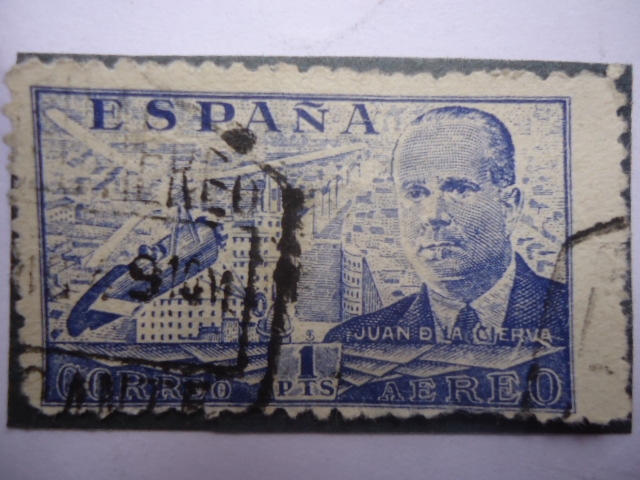 ESPAÑA
JUAN DE LA CIERVA
1
PTS
CORREO AEREO